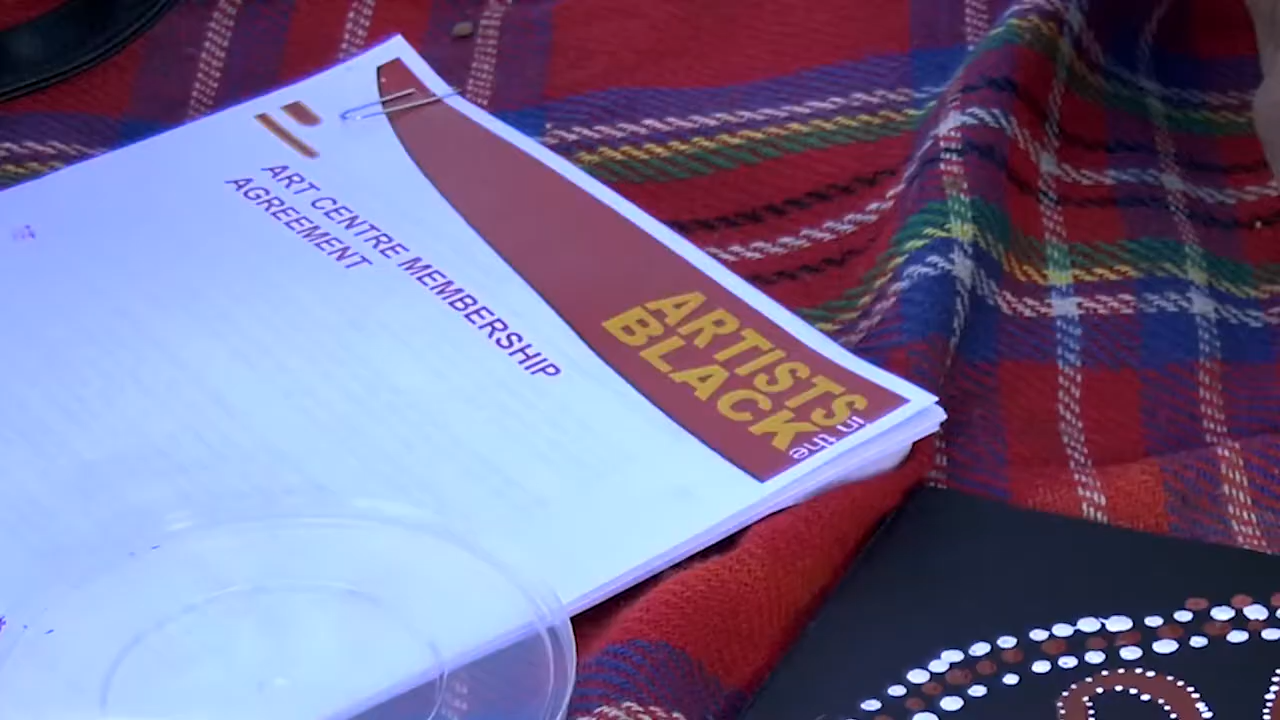 ARTISTS
in the
BLACK
ART CENTRE MEMBERSHIP
AGREEMENT